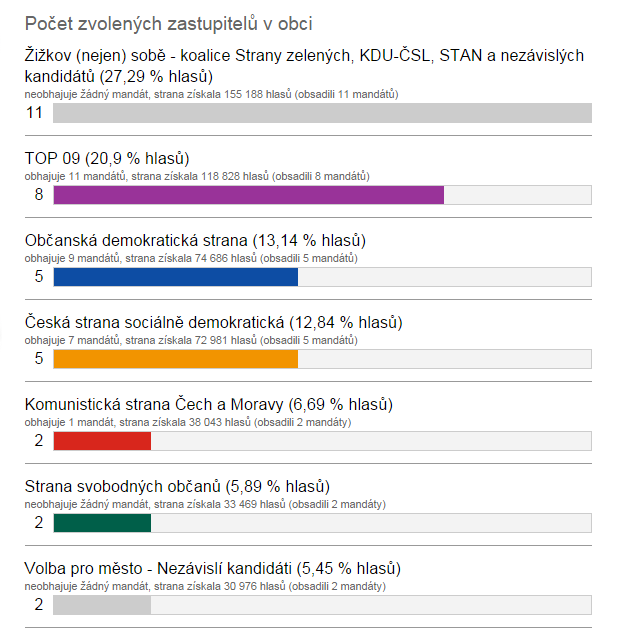 Počet zvolených zastupitelů v obci
Žižkov (nejen) sobě - koalice Strany zelených, KDU-ČSL, STAN a nezávislých
kandidátů (27,29 % hlasů)
neobhajuje žádný mandát, strana získala 155 188 hlasů (obsadili 11 mandátů)
11
TOP 09 (20,9 % hlasů)
obhajuje 11 mandátů, strana získala 118 828 hlasů (obsadili 8 mandátů)
8
Občanská demokratická strana (13,14 % hlasů)
obhajuje 9 mandátů, strana získala 74 686 hlasů (obsadili 5 mandátů)
5
Česká strana sociálně demokratická (12,84 % hlasů)
obhajuje 7 mandátů, strana získala 72 981 hlasů (obsadili 5 mandátů)
5
Komunistická strana Čech a Moravy (6,69 % hlasů)
obhajuje 1 mandát, strana získala 38 043 hlasů (obsadili 2 mandáty)
2
Strana svobodných občanů (5,89 % hlasů)
neobhajuje žádný mandát, strana získala 33 469 hlasů (obsadili 2 mandáty)
2
Volba pro město - Nezávislí kandidáti (5,45 % hlasů)
neobhajuje žádný mandát, strana získala 30 976 hlasů (obsadili 2 mandáty)
2